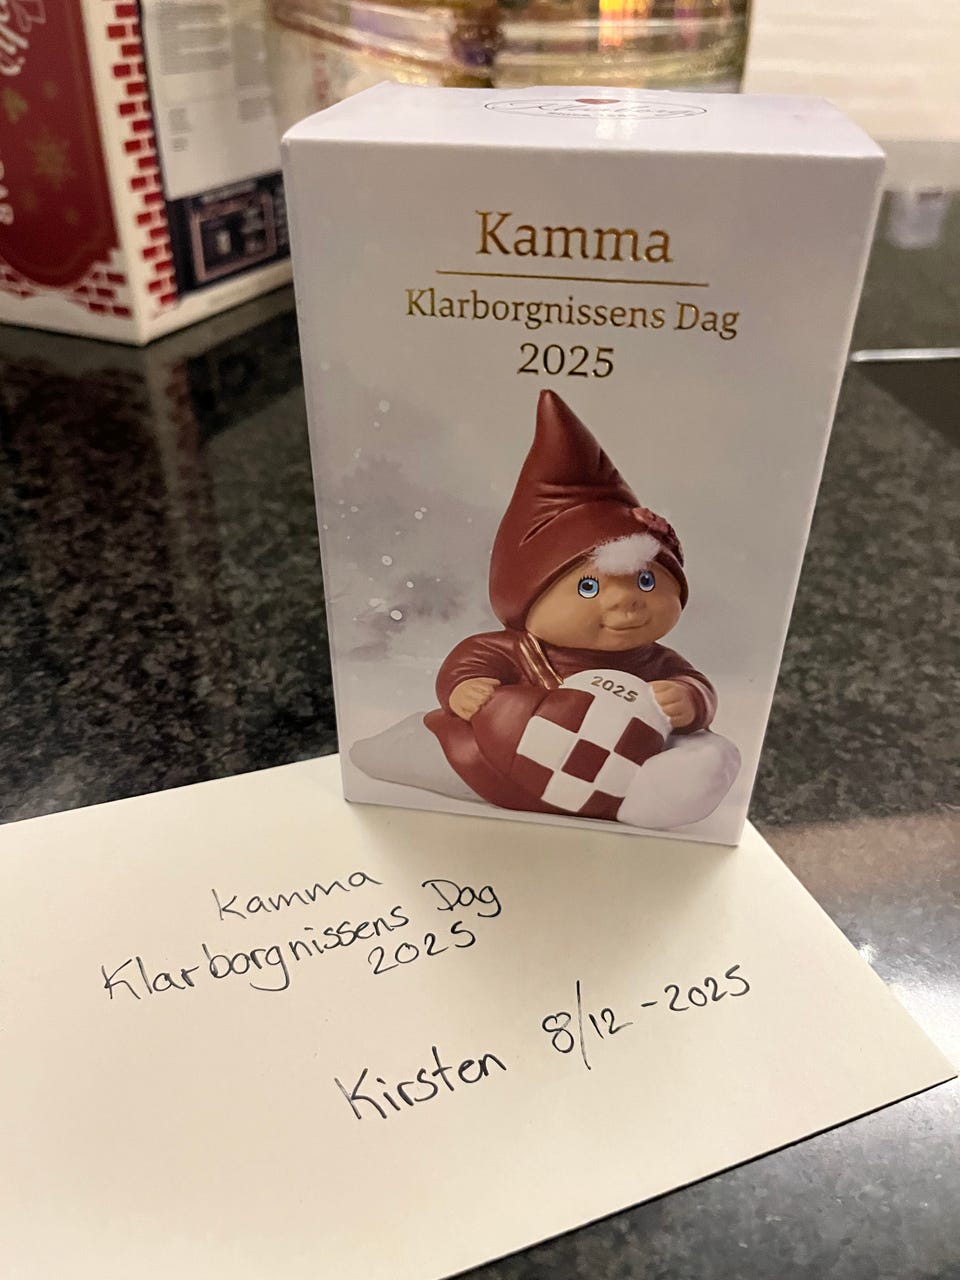 Kamma
Klarborgnissens Dag
2025
2025
Kamma
Klarborgnissens Dag
2025
Kirsten 8/12-2025